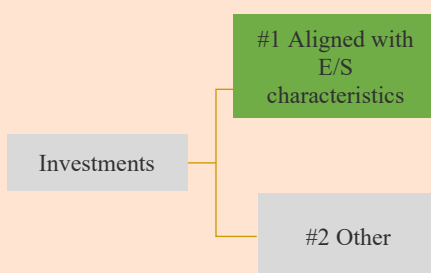 #1 Aligned with
E/S
characteristics
Investments
#2 Other